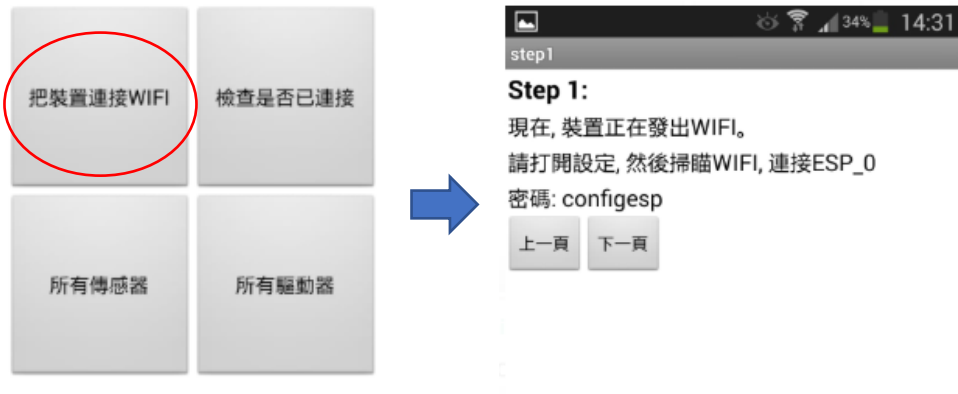 把裝置連接WIFI
檢查是否已連接
所有傳感器
所有驅動器
34%
14:31
step1
Step 1:
現在, 裝置正在發出WIFI。
請打開設定, 然後掃瞄WIFI, 連接ESP_0
密碼: configesp
上一頁
下一頁